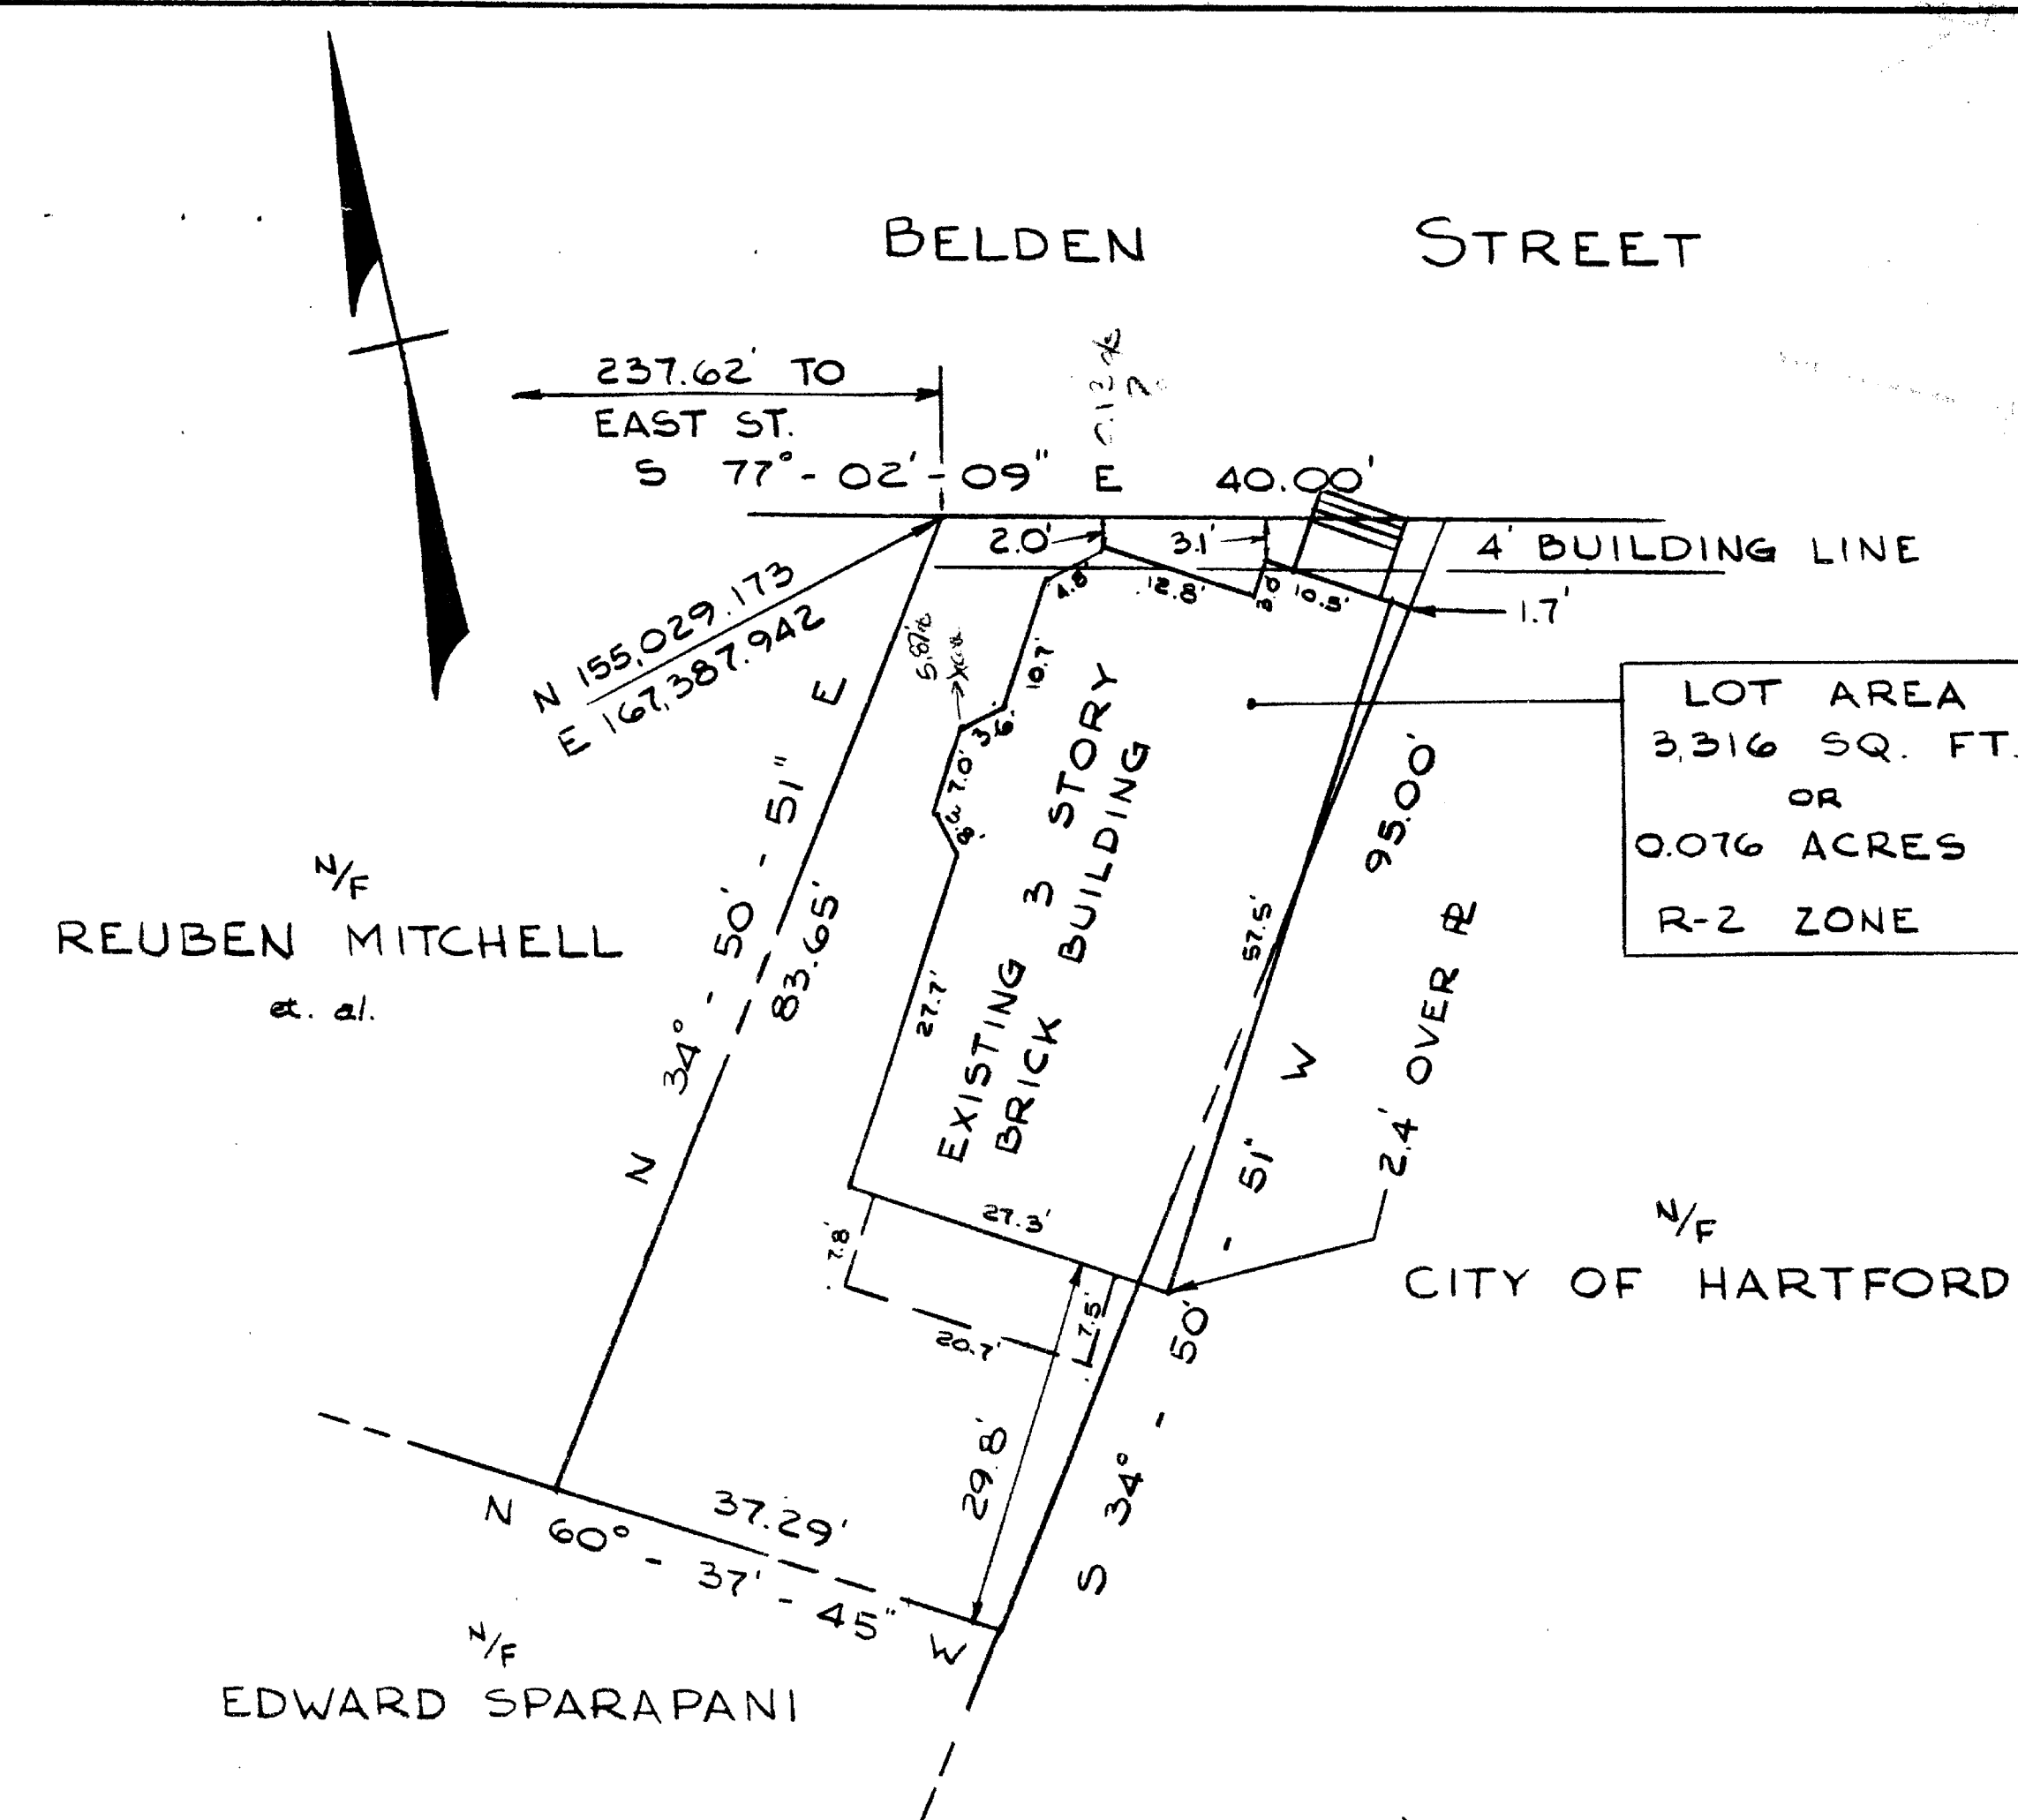 BELDEN STREET
237.62' TO
EAST ST.
S 77°- 02'- 09" E 40.00'
2.0'
3.1'
4' BUILDING LINE
4.8'
12.8'
3.0
10.5'
1.7'
N 155,029.173
E 167,387.942
10.7'
3.6'
7.0'
LOT AREA
3,316 SQ. FT.
OR
0.076 ACRES
R-2 ZONE
N 34° - 50' - 51" E
83.65'
EXISTING 3 STORY
BRICK BUILDING
57.5'
95.00'
27.7'
N/F
REUBEN MITCHELL
et. al.
2.4' OVER PL
S 34° - 50' - 51" W
27.3'
7.8'
20.7'
7.5'
29.8'
N/F
CITY OF HARTFORD
37.29'
N 60° - 37' - 45" W
N/F
EDWARD SPARAPANI